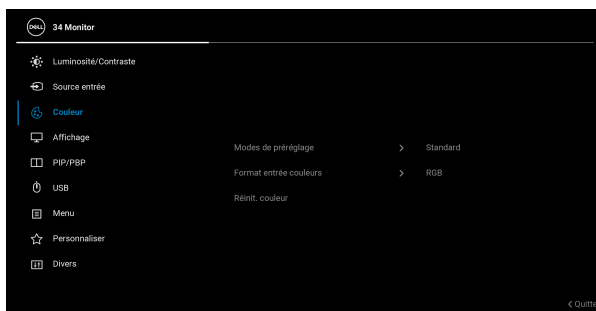 DELL 34 Monitor
Luminosité/Contraste
Source entrée
Couleur
Affichage
Modes de préréglage Standard
PIP/PBP
Format entrée couleurs RGB
USB
Réinit. couleur
Menu
Personnaliser
Divers
Quitte